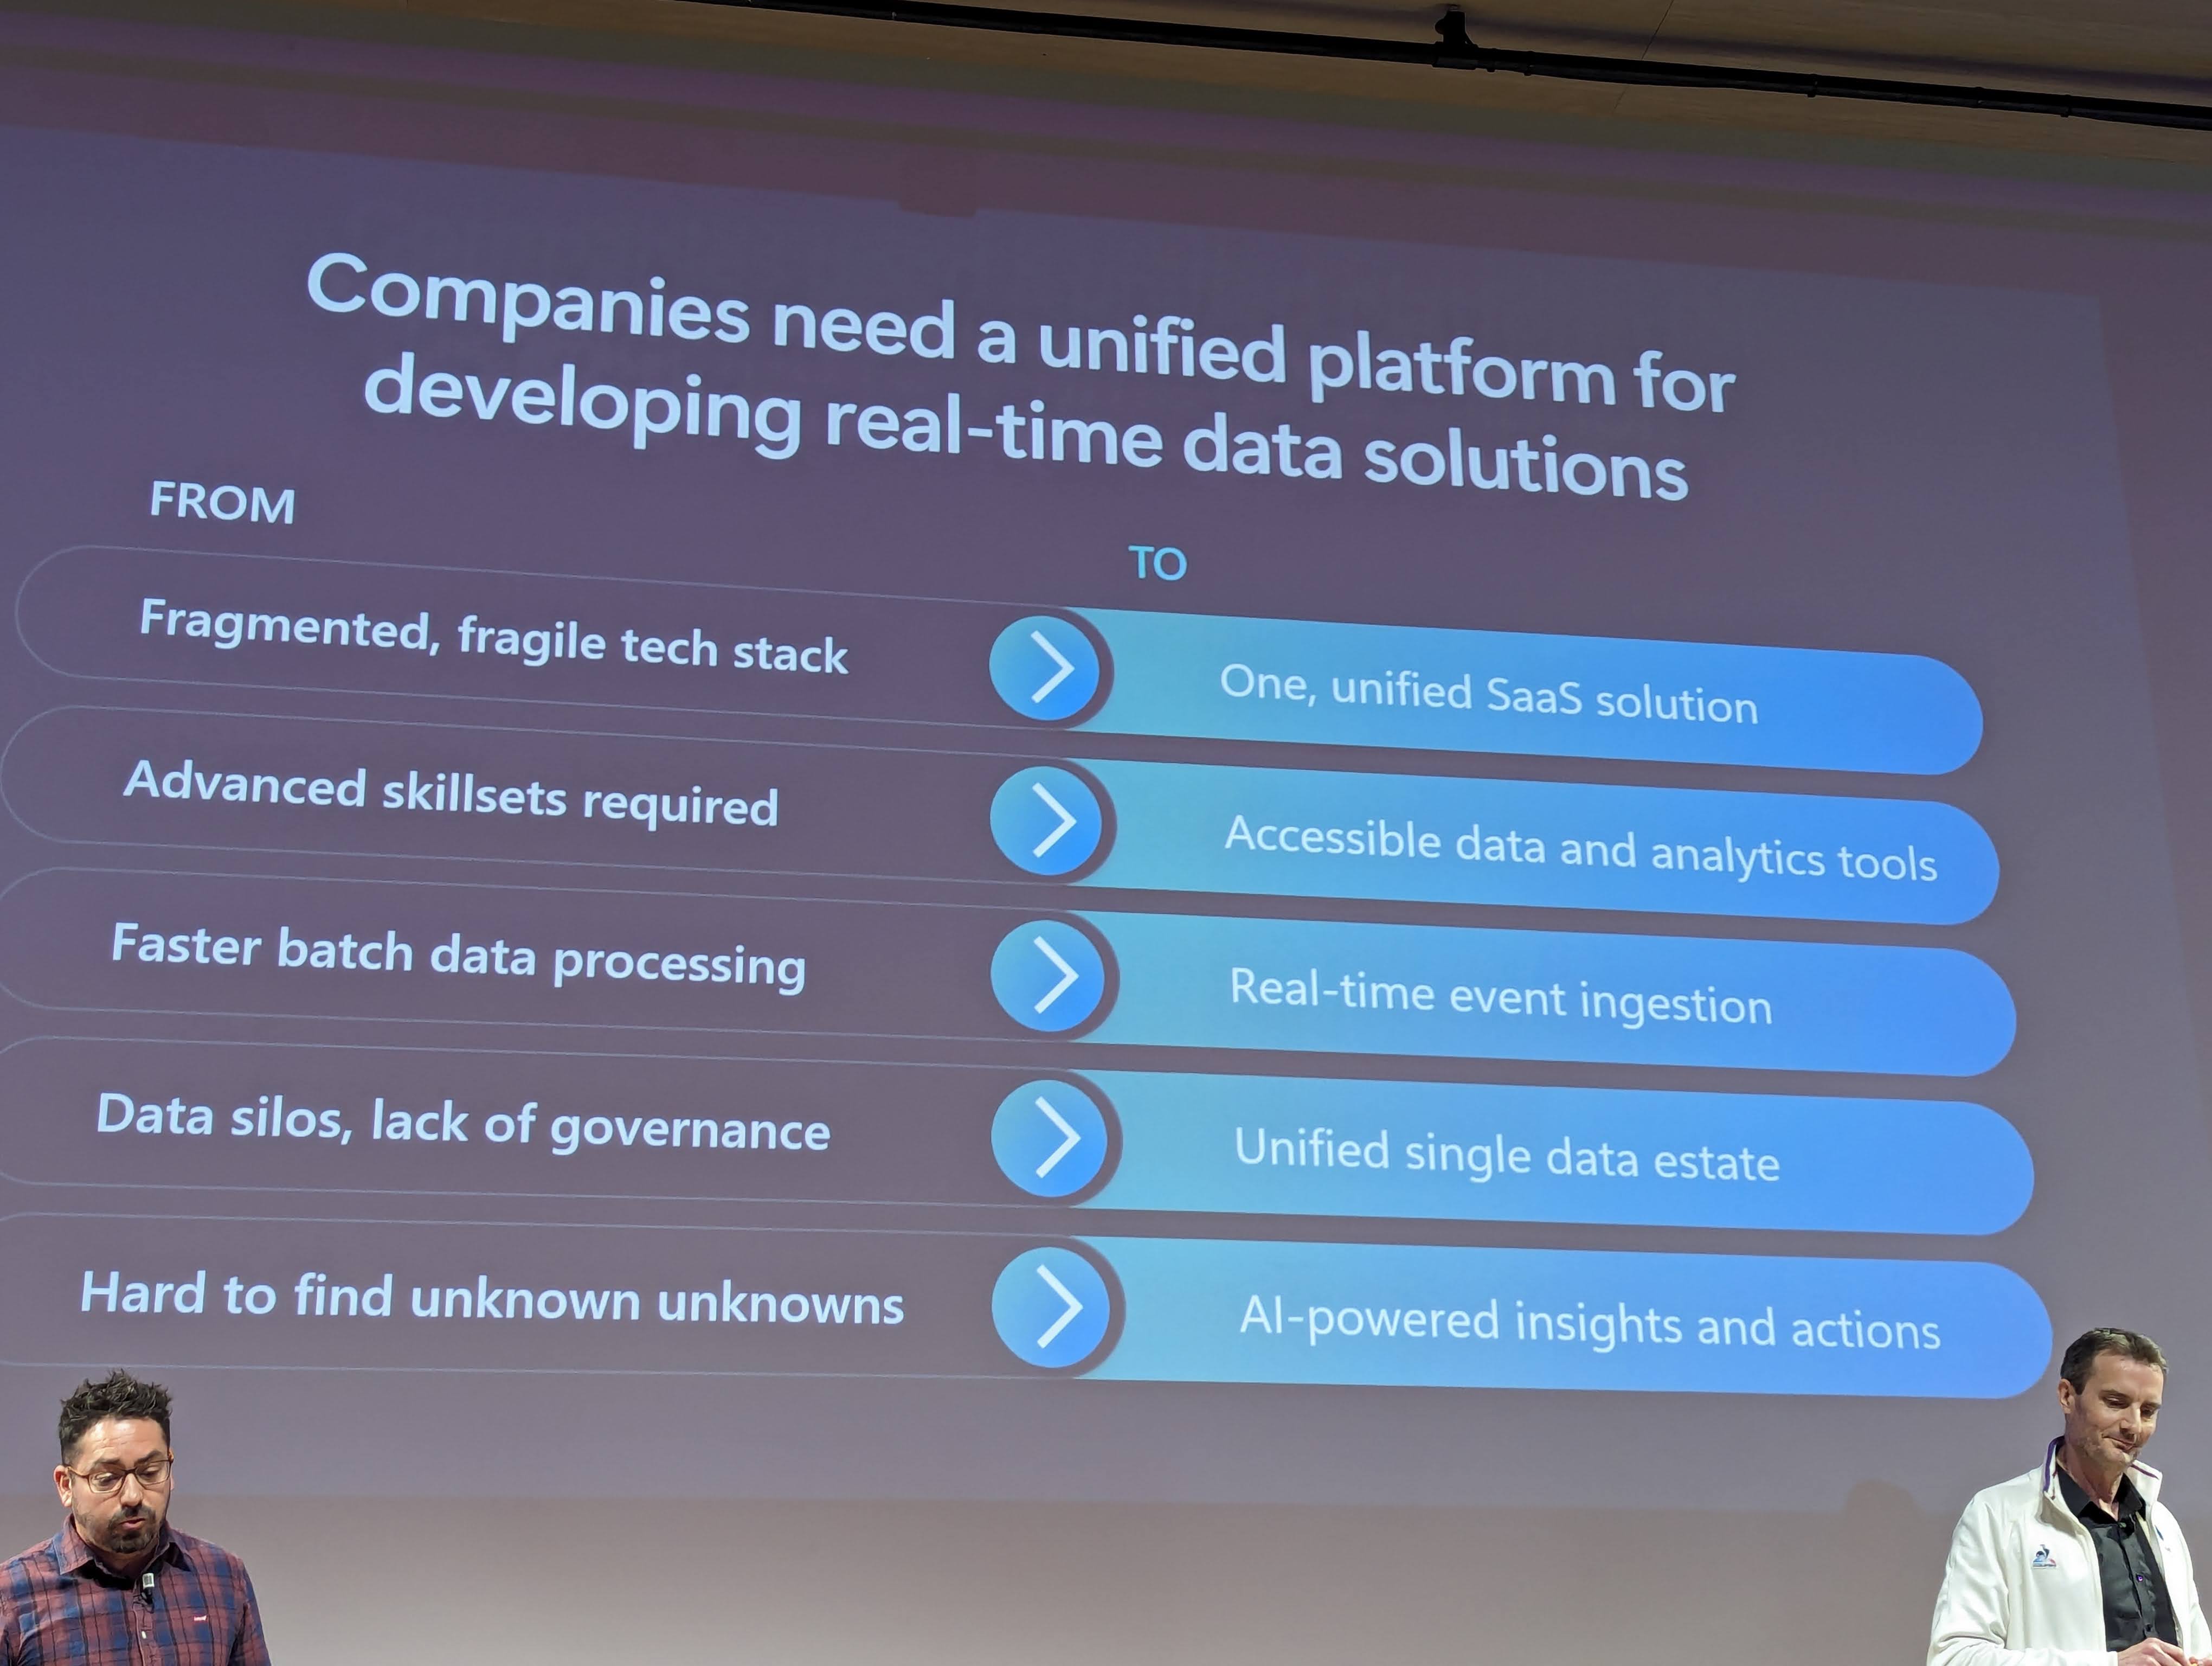 Companies need a unified platform for
developing real-time data solutions
FROM
TO
Fragmented, fragile tech stack
One, unified SaaS solution
Advanced skillsets required
Accessible data and analytics tools
Faster batch data processing
Real-time event ingestion
Data silos, lack of governance
Unified single data estate
Hard to find unknown unknowns
AI-powered insights and actions